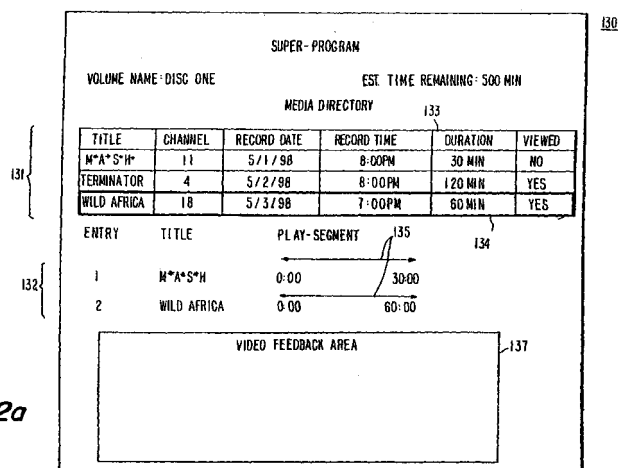 130
SUPER-PROGRAM
VOLUME NAME: DISC ONE EST. TIME REMAINING: 500 MIN
MEDIA DIRECTORY
133
TITLE CHANNEL RECORD DATE RECORD TIME DURATION VIEWED
M*A*S*H* 11 5/1/98 8:00PM 30 MIN NO
131 TERMINATOR 4 5/2/98 8:00PM 120 MIN YES
WILD AFRICA 18 5/3/98 7:00PM 60 MIN YES
134
ENTRY TITLE PLAY-SEGMENT 135
132 1 M*A*S*H 0:00 30:00
2 WILD AFRICA 0:00 60:00
VIDEO FEEDBACK AREA 137
2a